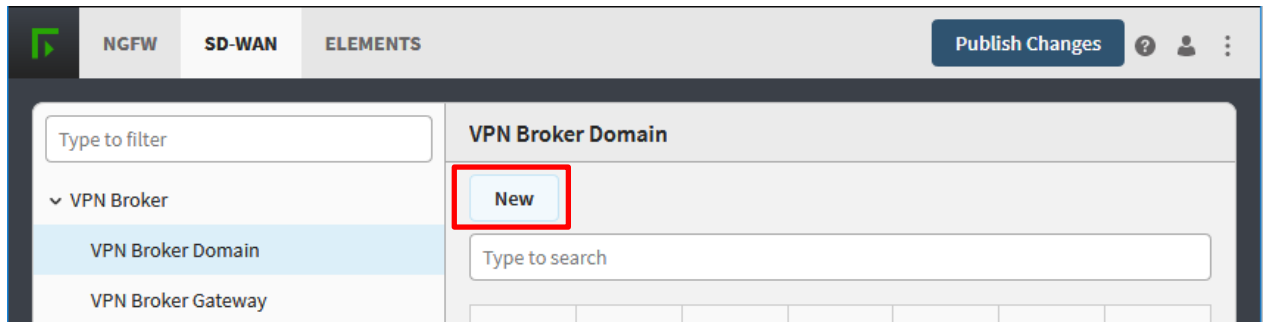 NGFW SD-WAN ELEMENTS Publish Changes
Type to filter
VPN Broker
VPN Broker Domain
VPN Broker Gateway
VPN Broker Domain
New
Type to search